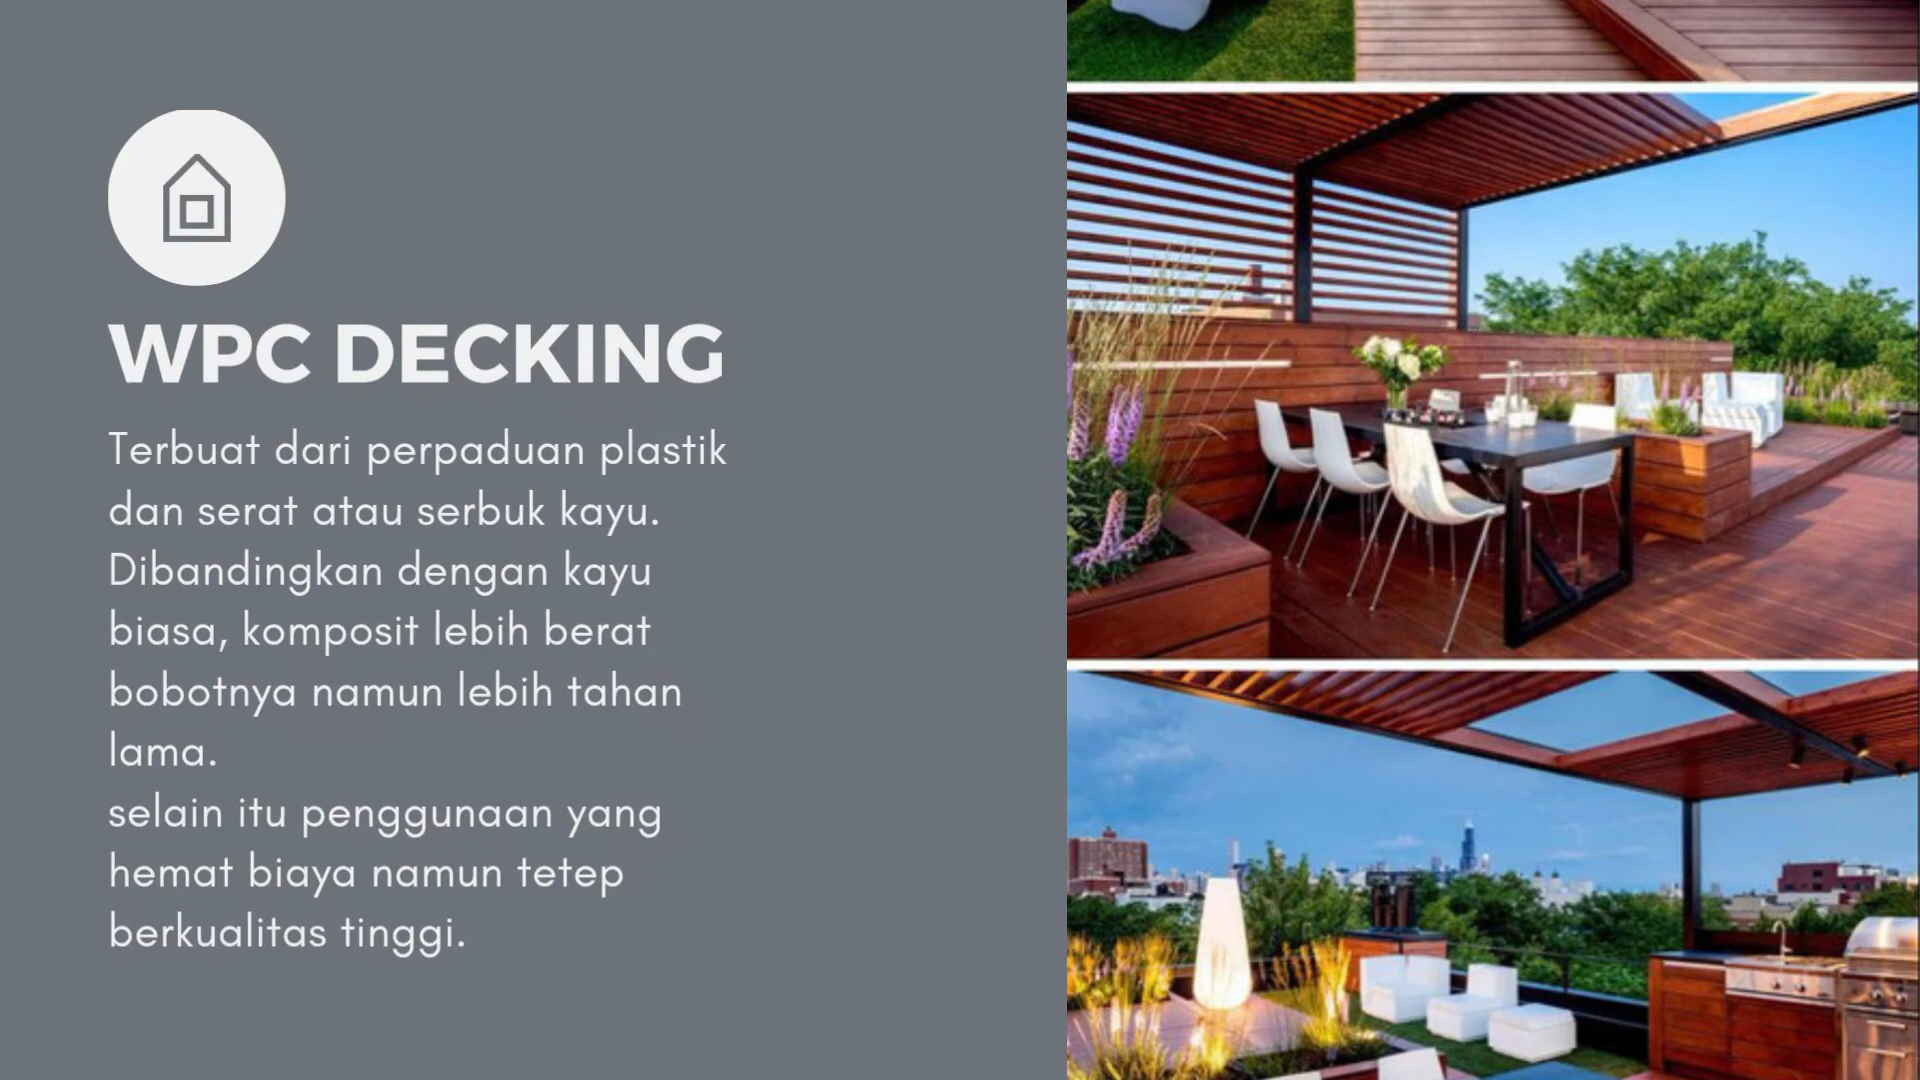 WPC DECKING
Terbuat dari perpaduan plastik
dan serat atau serbuk kayu.
Dibandingkan dengan kayu
biasa, komposit lebih berat
bobotnya namun lebih tahan
lama.
selain itu penggunaan yang
hemat biaya namun tetep
berkualitas tinggi.